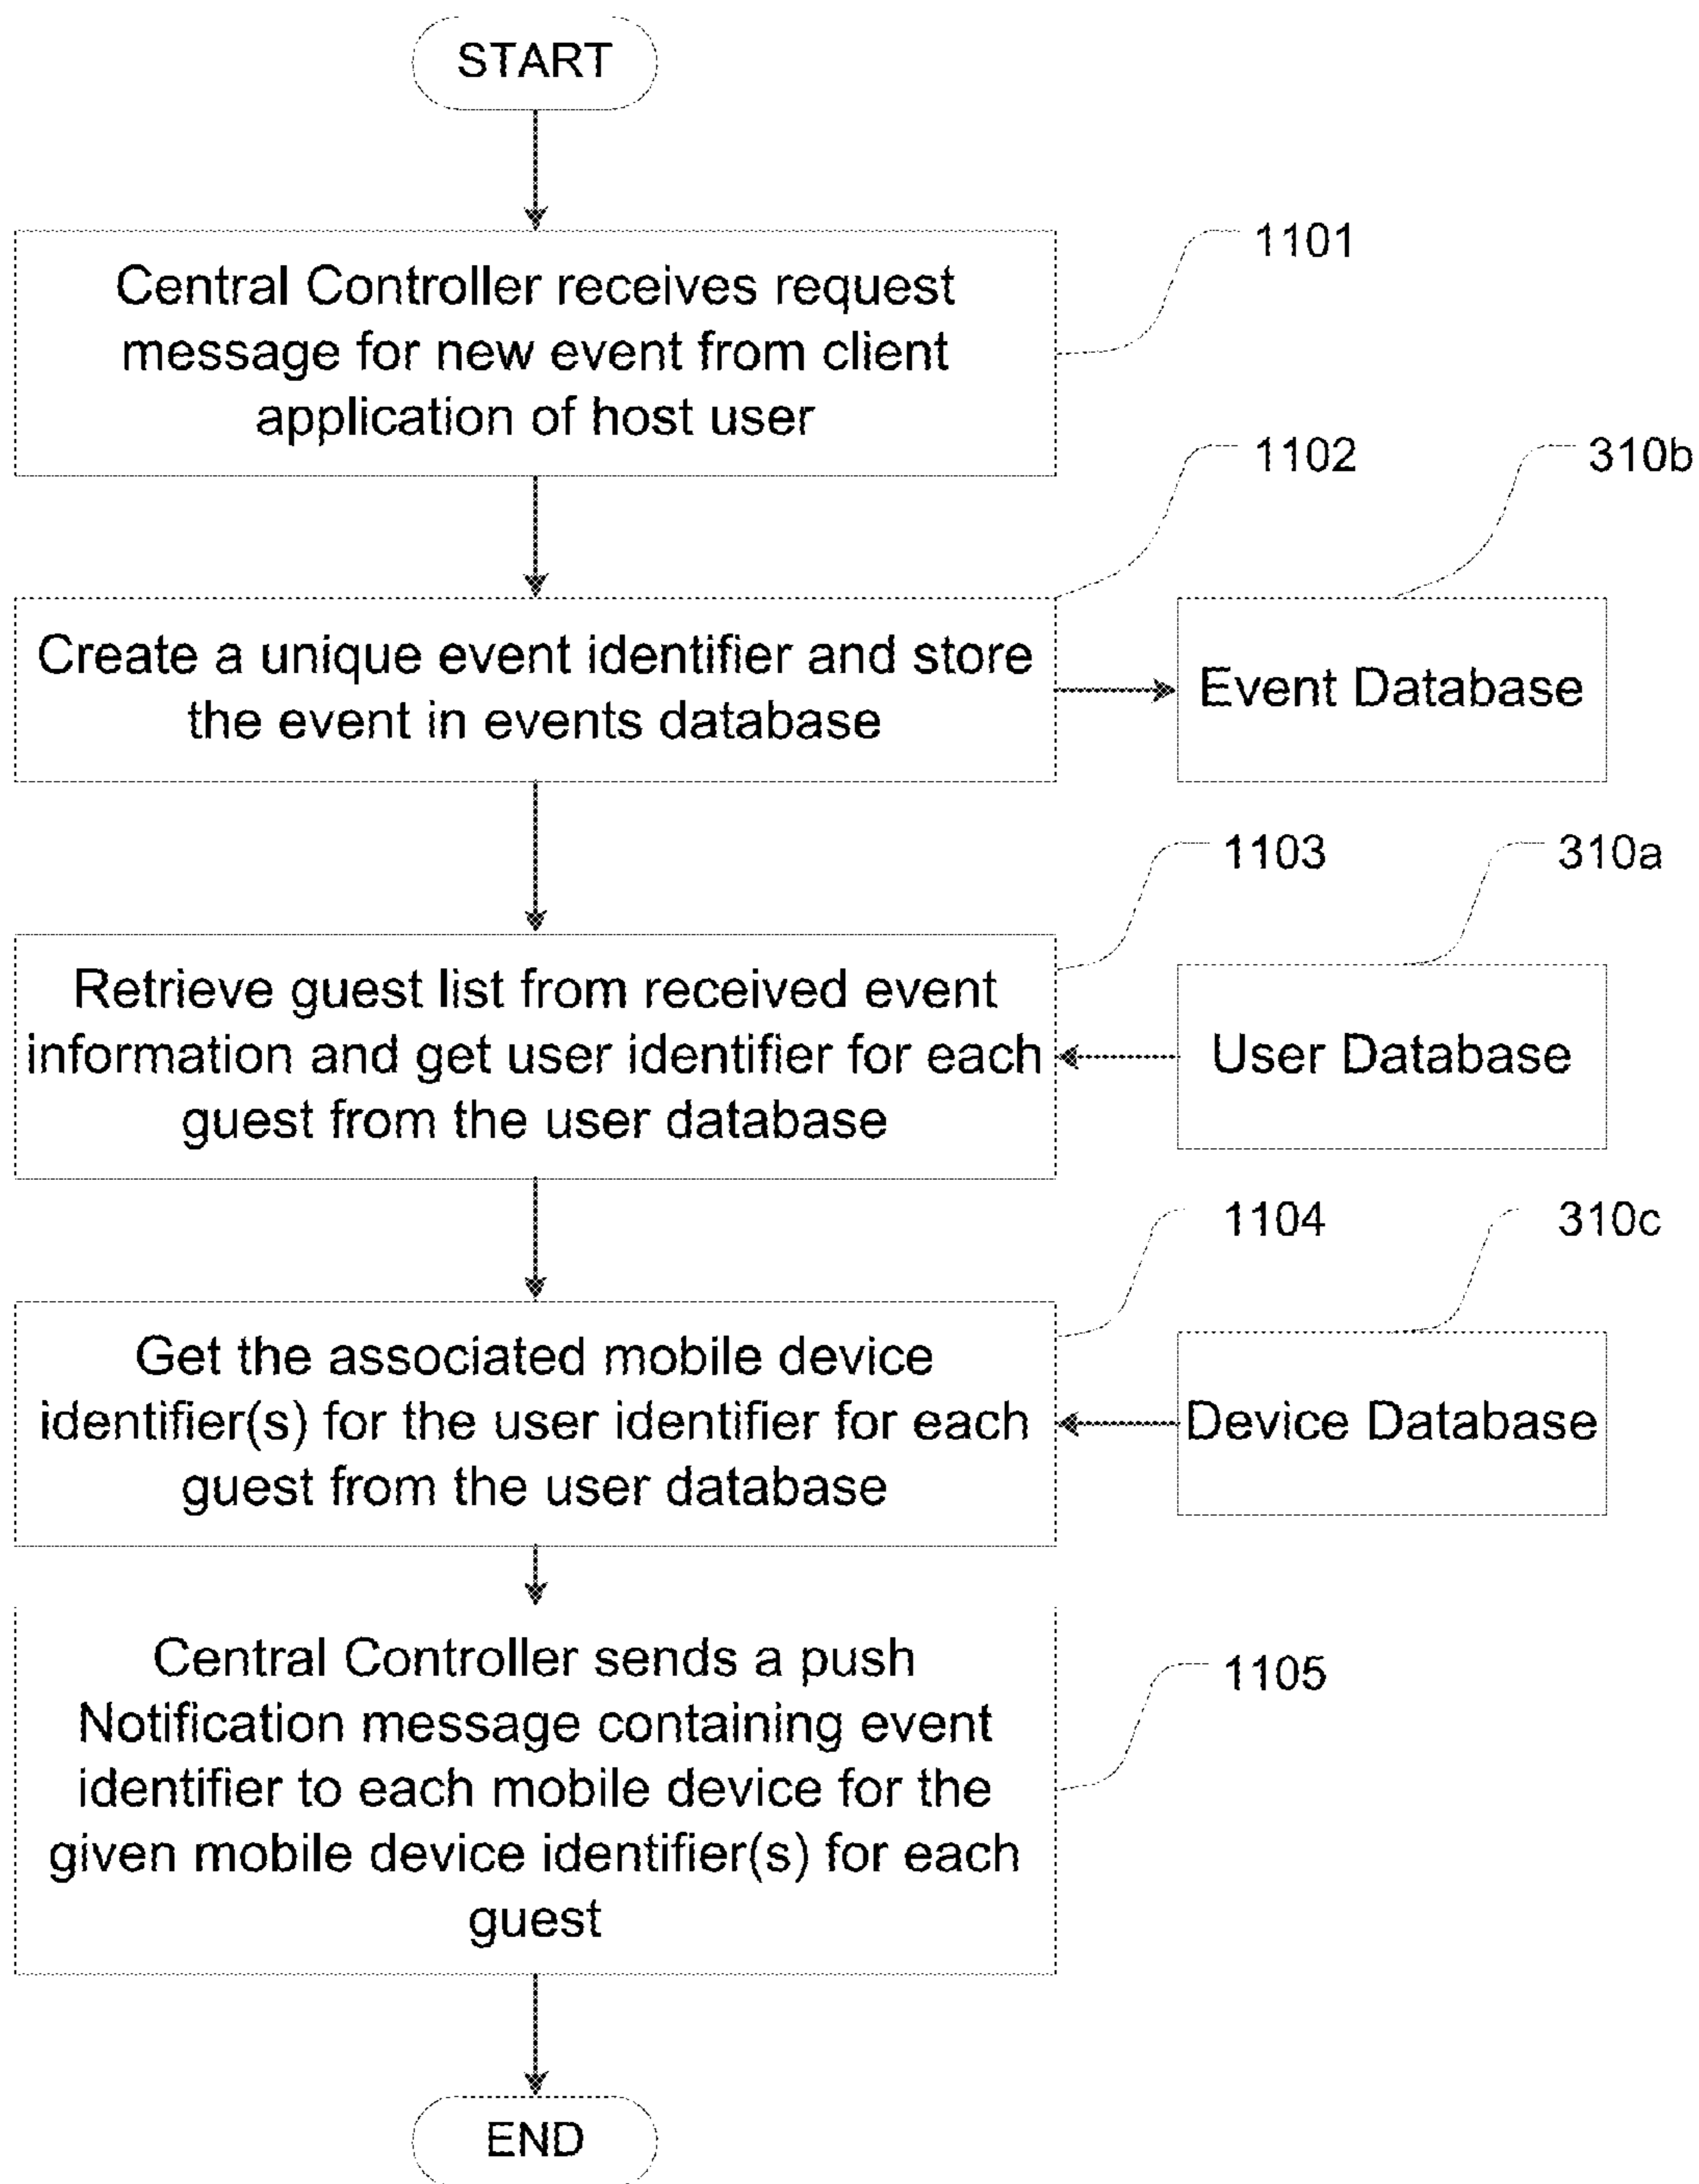 START
1101
Central Controller receives request
message for new event from client
application of host user
1102
310b
Create a unique event identifier and store
the event in events database
Event Database
1103
310a
Retrieve guest list from received event
information and get user identifier for each
guest from the user database
User Database
1104
310c
Get the associated mobile device
identifier(s) for the user identifier for each
guest from the user database
Device Database
Central Controller sends a push
Notification message containing event
identifier to each mobile device for the
given mobile device identifier(s) for each
guest
1105
END